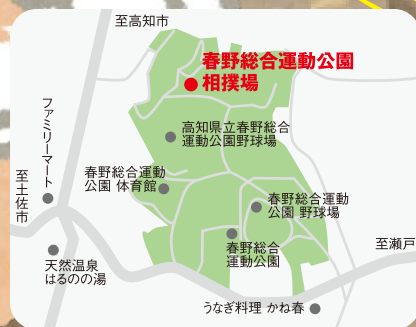 至高知市
春野総合運動公園
相撲場
ファミリーマート
高知県立春野総合
運動公園野球場
春野総合運動
公園 体育館
至土佐市
春野総合運動
公園 野球場
春野総合
運動公園
至瀬戸
天然温泉
はるのの湯
うなぎ料理 かね春